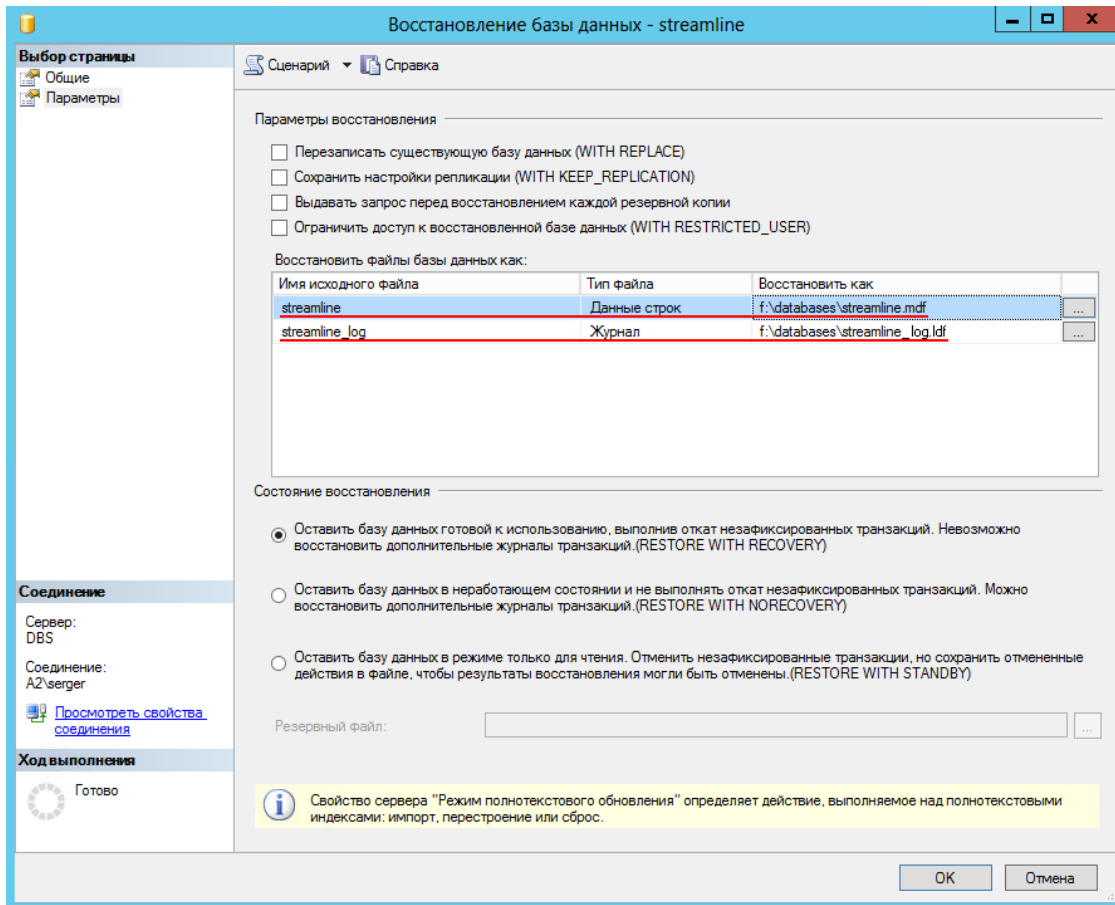 Восстановление базы данных - streamline
Выбор страницы
Общие
Параметры
Сценарий
Справка
Параметры восстановления
Перезаписать существующую базу данных (WITH REPLACE)
Сохранить настройки репликации (WITH KEEP_REPLICATION)
Выдавать запрос перед восстановлением каждой резервной копии
Ограничить доступ к восстановленной базе данных (WITH RESTRICTED_USER)
Восстановить файлы базы данных как:
Имя исходного файла Тип файла Восстановить как
streamline Данные строк f:\databases\streamline.mdf ...
streamline_log Журнал f:\databases\streamline_log.ldf ...
Состояние восстановления
Оставить базу данных готовой к использованию, выполнив откат незафиксированных транзакций. Невозможно
восстановить дополнительные журналы транзакций.(RESTORE WITH RECOVERY)
Оставить базу данных в неработающем состоянии и не выполнять откат незафиксированных транзакций. Можно
восстановить дополнительные журналы транзакций.(RESTORE WITH NORECOVERY)
Оставить базу данных в режиме только для чтения. Отменить незафиксированные транзакции, но сохранить отмененные
действия в файле, чтобы результаты восстановления могли быть отменены.(RESTORE WITH STANDBY)
Резервный файл: ...
Соединение
Сервер:
DBS
Соединение:
A2\serger
Просмотреть свойства
соединения
Ход выполнения
Готово
Свойство сервера "Режим полнотекстового обновления" определяет действие, выполняемое над полнотекстовыми
индексами: импорт, перестроение или сброс.
OK Отмена